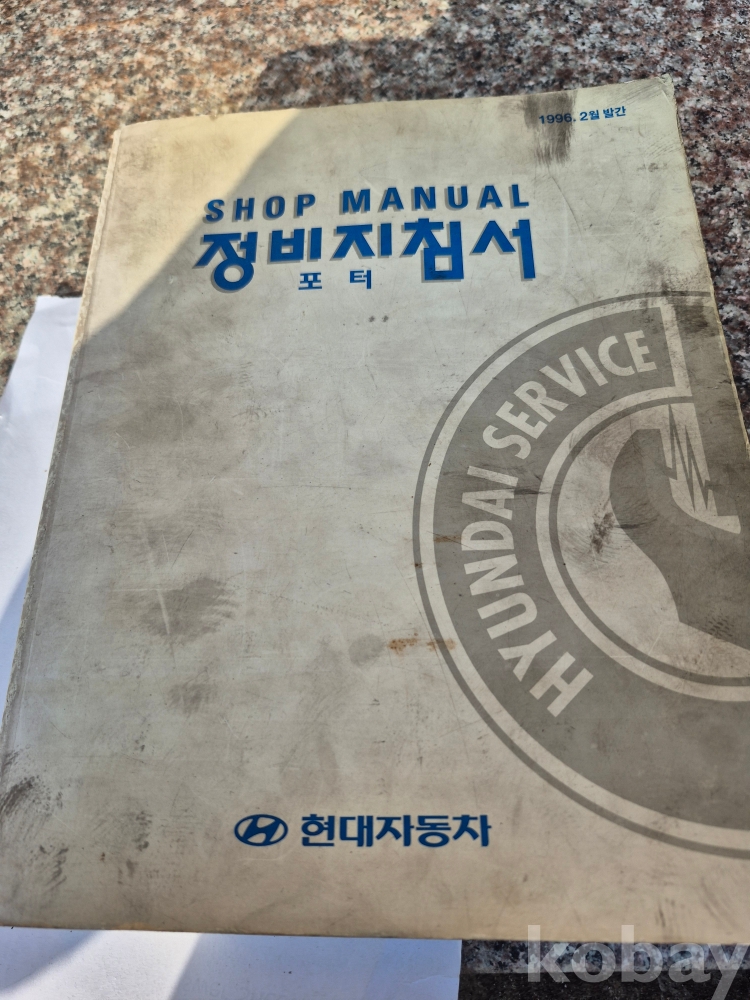 1996. 2월 발간
SHOP MANUAL
정비지침서
포터
HYUNDAI SERVICE
현대자동차
kobay